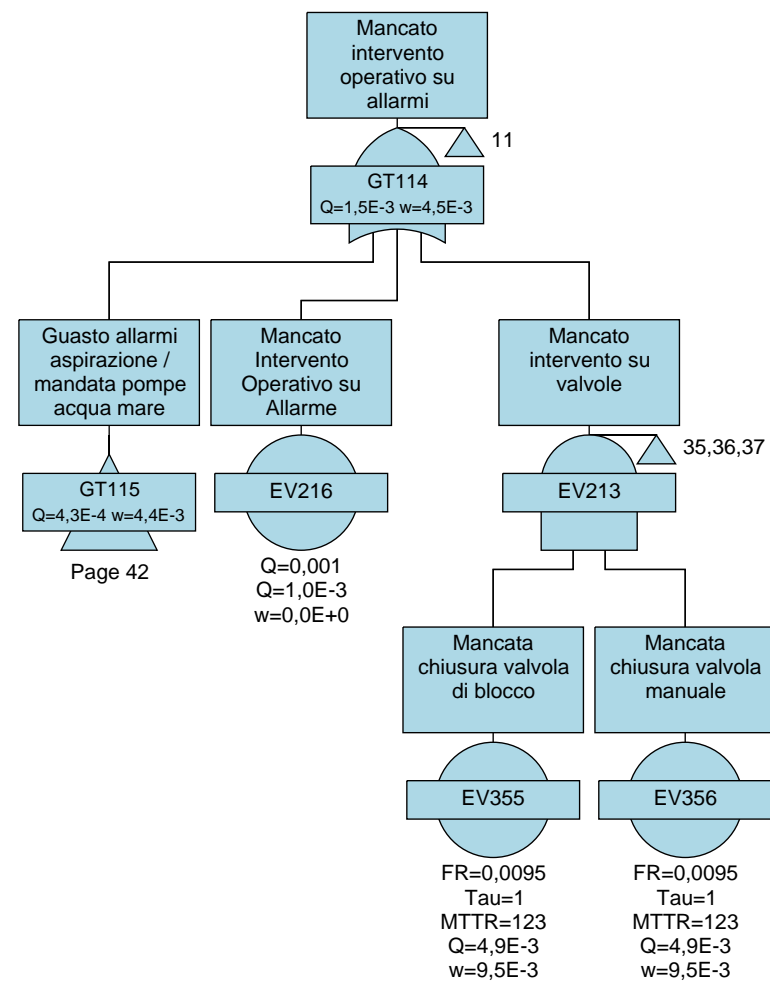 Mancato
intervento
operativo su
allarmi
11
GT114
Q=1,5E-3 w=4,5E-3
Guasto allarmi
aspirazione /
mandata pompe
acqua mare
GT115
Q=4,3E-4 w=4,4E-3
Page 42
Mancato
Intervento
Operativo su
Allarme
EV216
Q=0,001
Q=1,0E-3
w=0,0E+0
Mancato
intervento su
valvole
35,36,37
EV213
Mancata
chiusura valvola
di blocco
EV355
FR=0,0095
Tau=1
MTTR=123
Q=4,9E-3
w=9,5E-3
Mancata
chiusura valvola
manuale
EV356
FR=0,0095
Tau=1
MTTR=123
Q=4,9E-3
w=9,5E-3